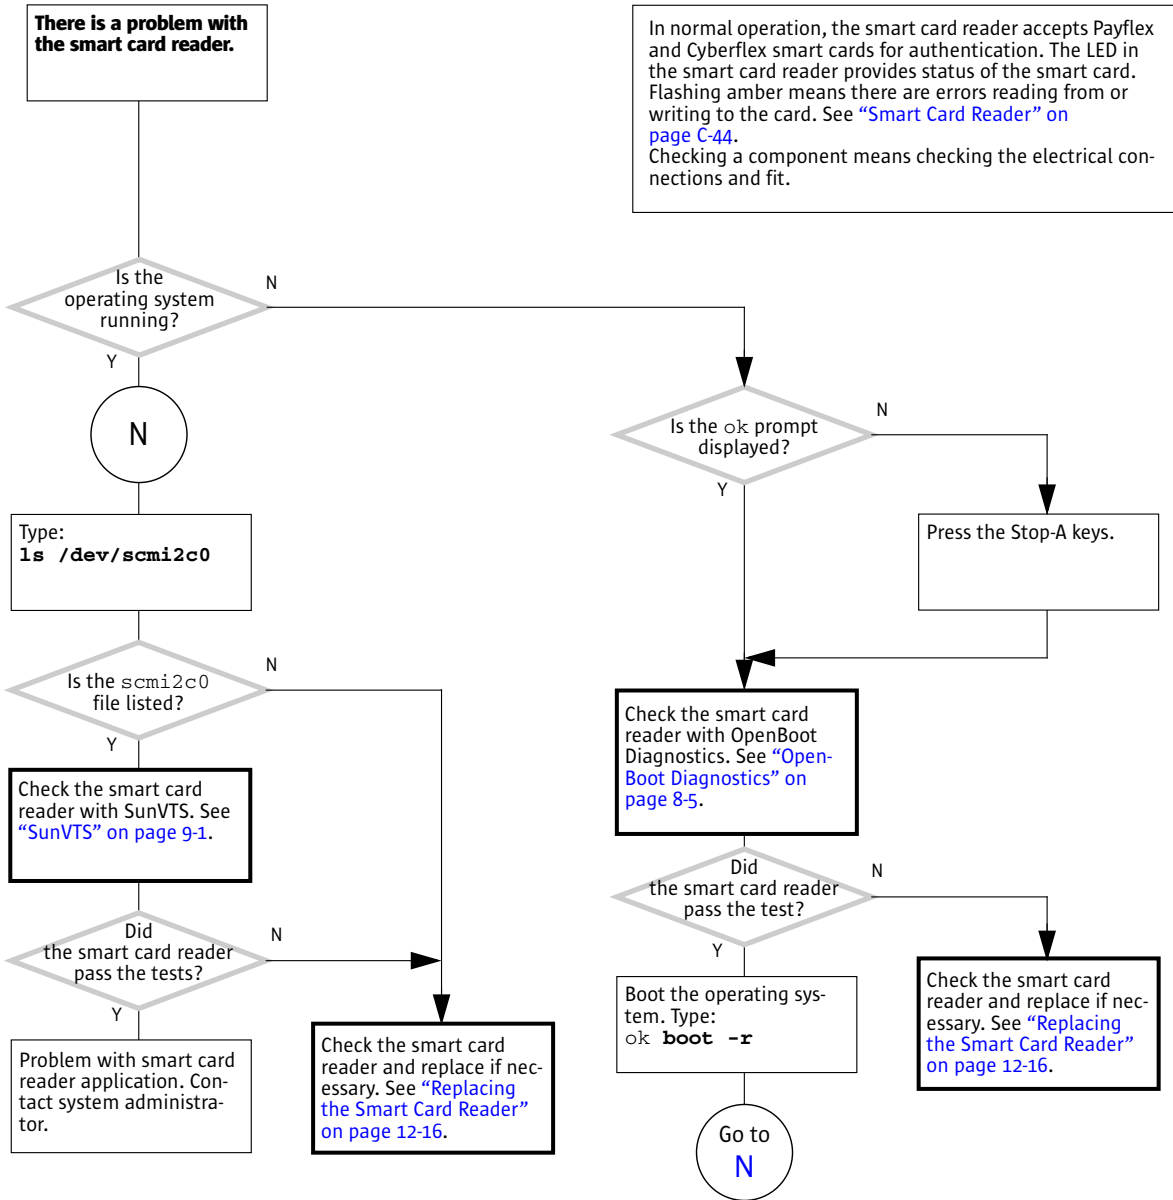 There is a problem with
the smart card reader.
In normal operation, the smart card reader accepts Payflex
and Cyberflex smart cards for authentication. The LED in
the smart card reader provides status of the smart card.
Flashing amber means there are errors reading from or
writing to the card. See “Smart Card Reader” on
page C-44.
Checking a component means checking the electrical con-
nections and fit.
Is the
operating system
running?
N
Y
N
Is the ok prompt
displayed?
N
Y
Type:
ls /dev/scmi2c0
Press the Stop-A keys.
Is the scmi2c0
file listed?
N
Y
Check the smart card
reader with OpenBoot
Diagnostics. See “Open-
Boot Diagnostics” on
page 8-5.
Check the smart card
reader with SunVTS. See
“SunVTS” on page 9-1.
Did
the smart card reader
pass the test?
N
Y
Did
the smart card reader
pass the tests?
N
Y
Boot the operating sys-
tem. Type:
ok boot -r
Check the smart card
reader and replace if nec-
essary. See “Replacing
the Smart Card Reader”
on page 12-16.
Problem with smart card
reader application. Con-
tact system administra-
tor.
Check the smart card
reader and replace if nec-
essary. See “Replacing
the Smart Card Reader”
on page 12-16.
Go to
N